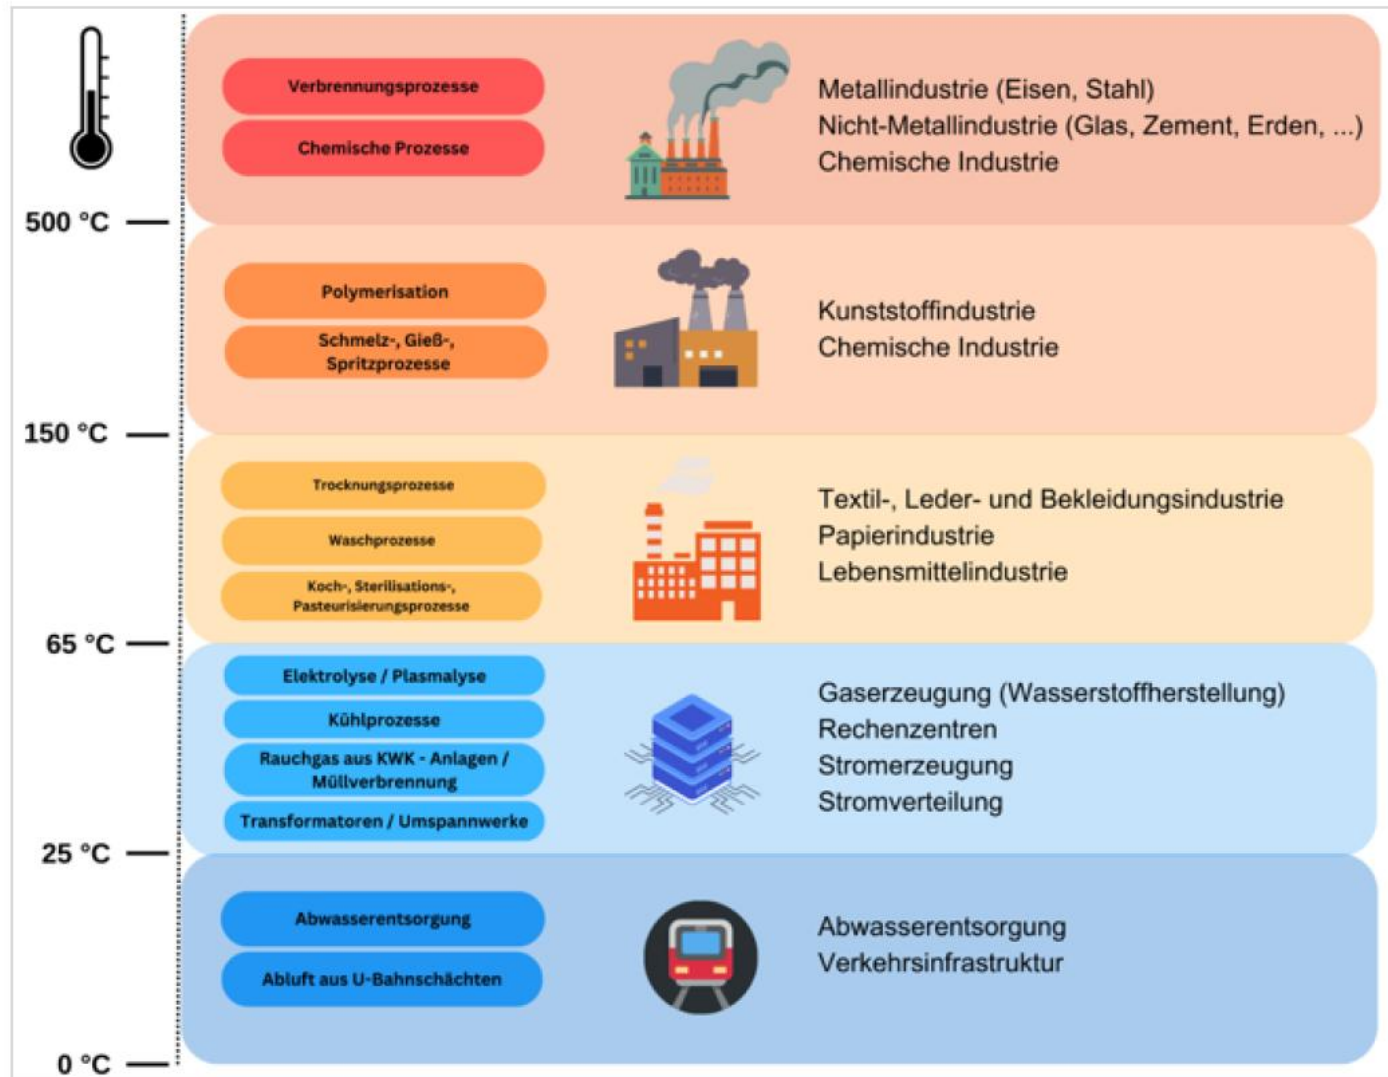 Verbrennungsprozesse
Chemische Prozesse
Metallindustrie (Eisen, Stahl)
Nicht-Metallindustrie (Glas, Zement, Erden, ...)
Chemische Industrie
500 °C
Polymerisation
Schmelz-, Gieß-,
Spritzprozesse
Kunststoffindustrie
Chemische Industrie
150 °C
Trocknungsprozesse
Waschprozesse
Koch-, Sterilisations-,
Pasteurisierungsprozesse
Textil-, Leder- und Bekleidungsindustrie
Papierindustrie
Lebensmittelindustrie
65 °C
Elektrolyse / Plasmalyse
Kühlprozesse
Rauchgas aus KWK - Anlagen /
Müllverbrennung
Transformatoren / Umspannwerke
Gaserzeugung (Wasserstoffherstellung)
Rechenzentren
Stromerzeugung
Stromverteilung
25 °C
Abwasserentsorgung
Abluft aus U-Bahnschächten
Abwasserentsorgung
Verkehrsinfrastruktur
0 °C